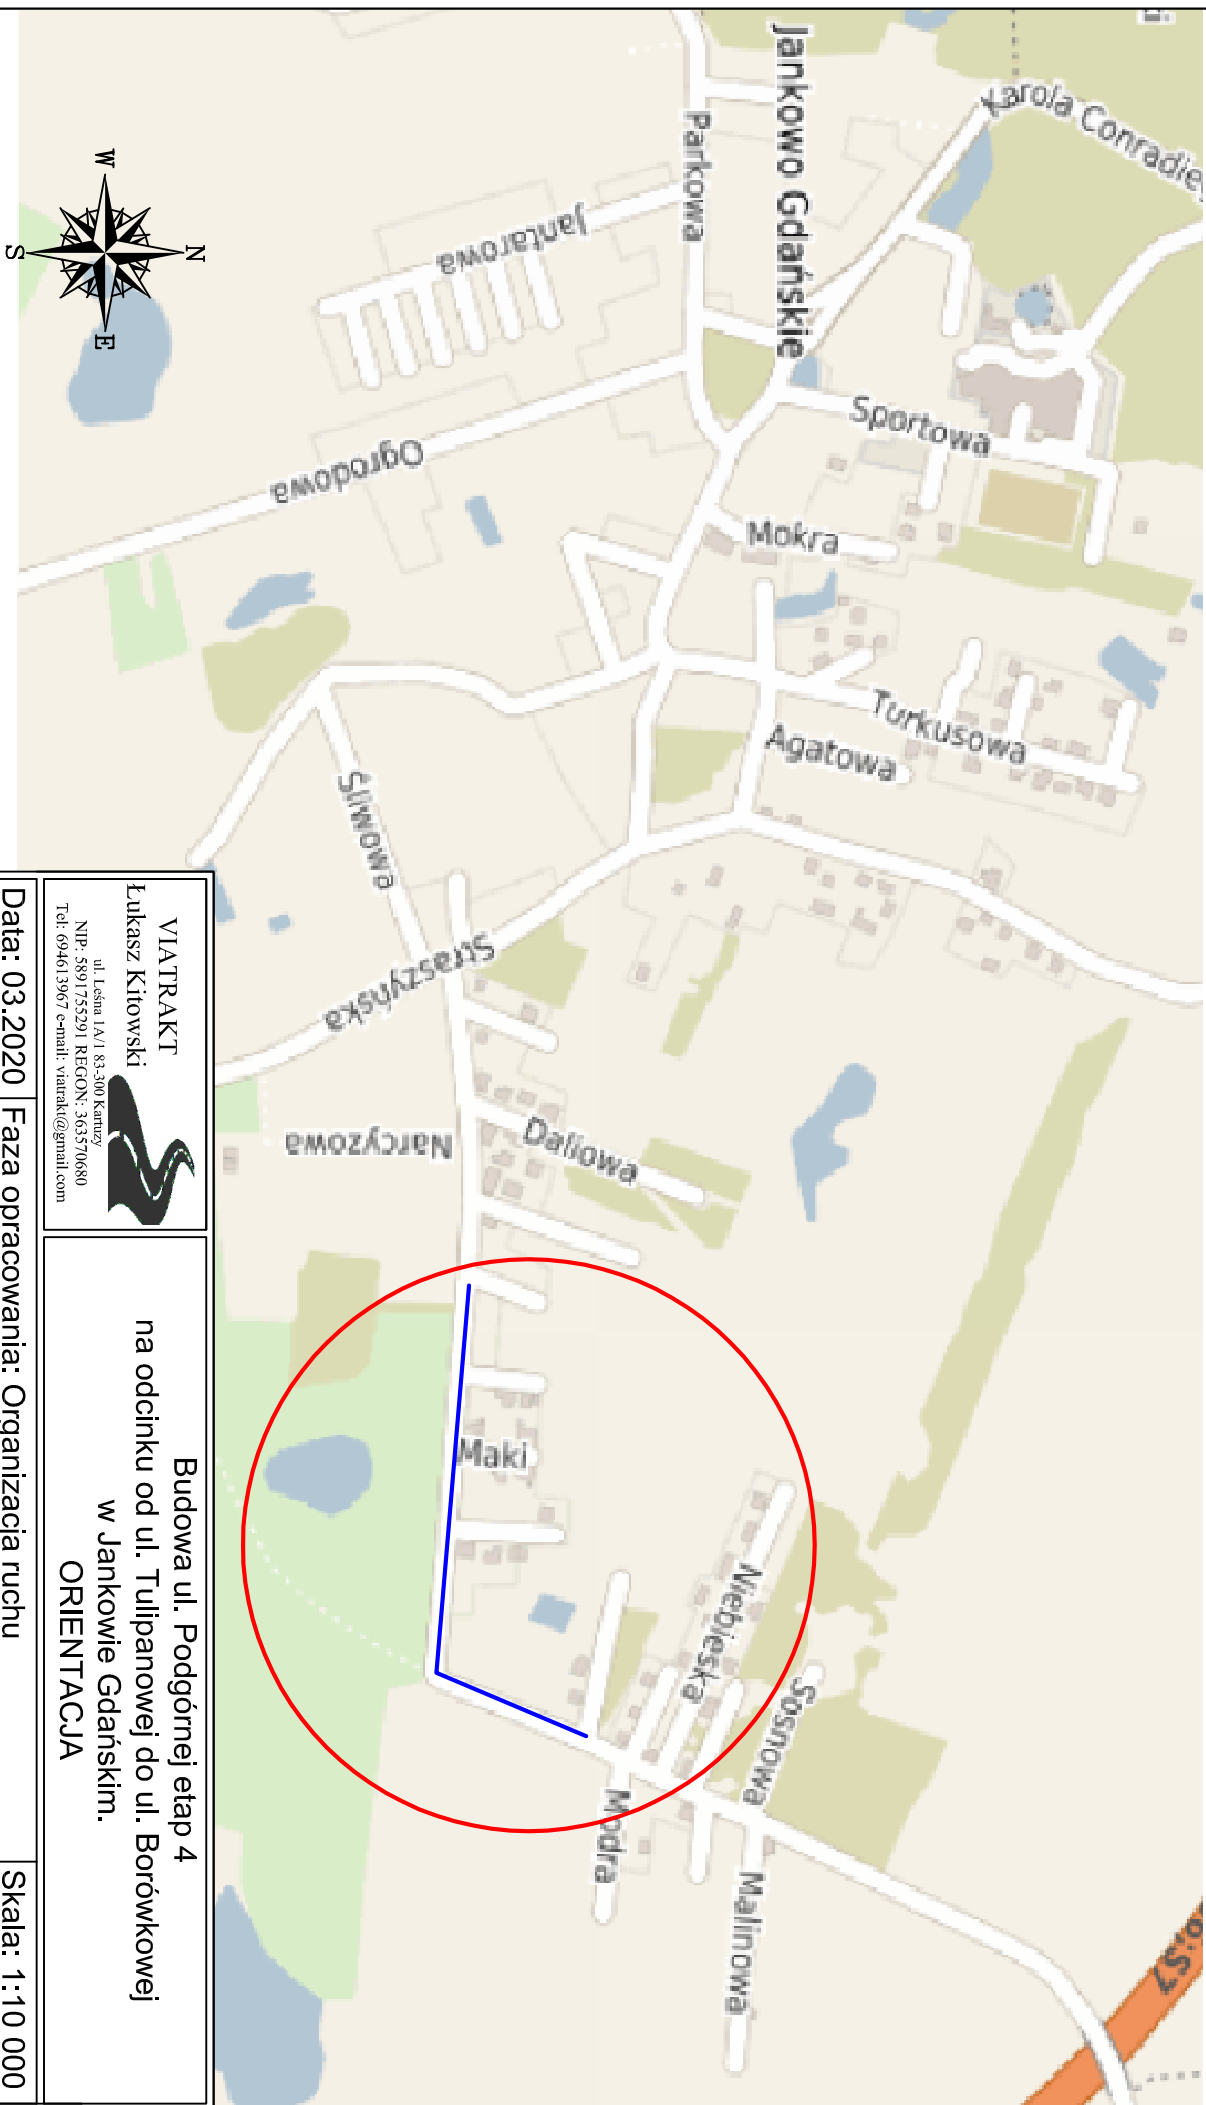 Jankowo Gdańskie
Karola Conradie
Parkowa
Jantarowa
Ogrodowa
Sportowa
Mokra
Turkusowa
Agatowa
Śliwowa
Straszyńska
Narcyzowa
Daliowa
Maki
Niebieska
Sosnowa
Modra
Malinowa
S7
N
W
E
S
VIATRAKT
Łukasz Kitowski
ul. Leśna 1A/1 83-300 Kartuzy
NIP: 5891755291 REGON: 363570680
Tel: 694613967 e-mail: viatrakt@gmail.com
Budowa ul. Podgórnej etap 4
na odcinku od ul. Tulipanowej do ul. Borówkowej
w Jankowie Gdańskim.
ORIENTACJA
Data: 03.2020
Faza opracowania: Organizacja ruchu
Skala: 1:10 000